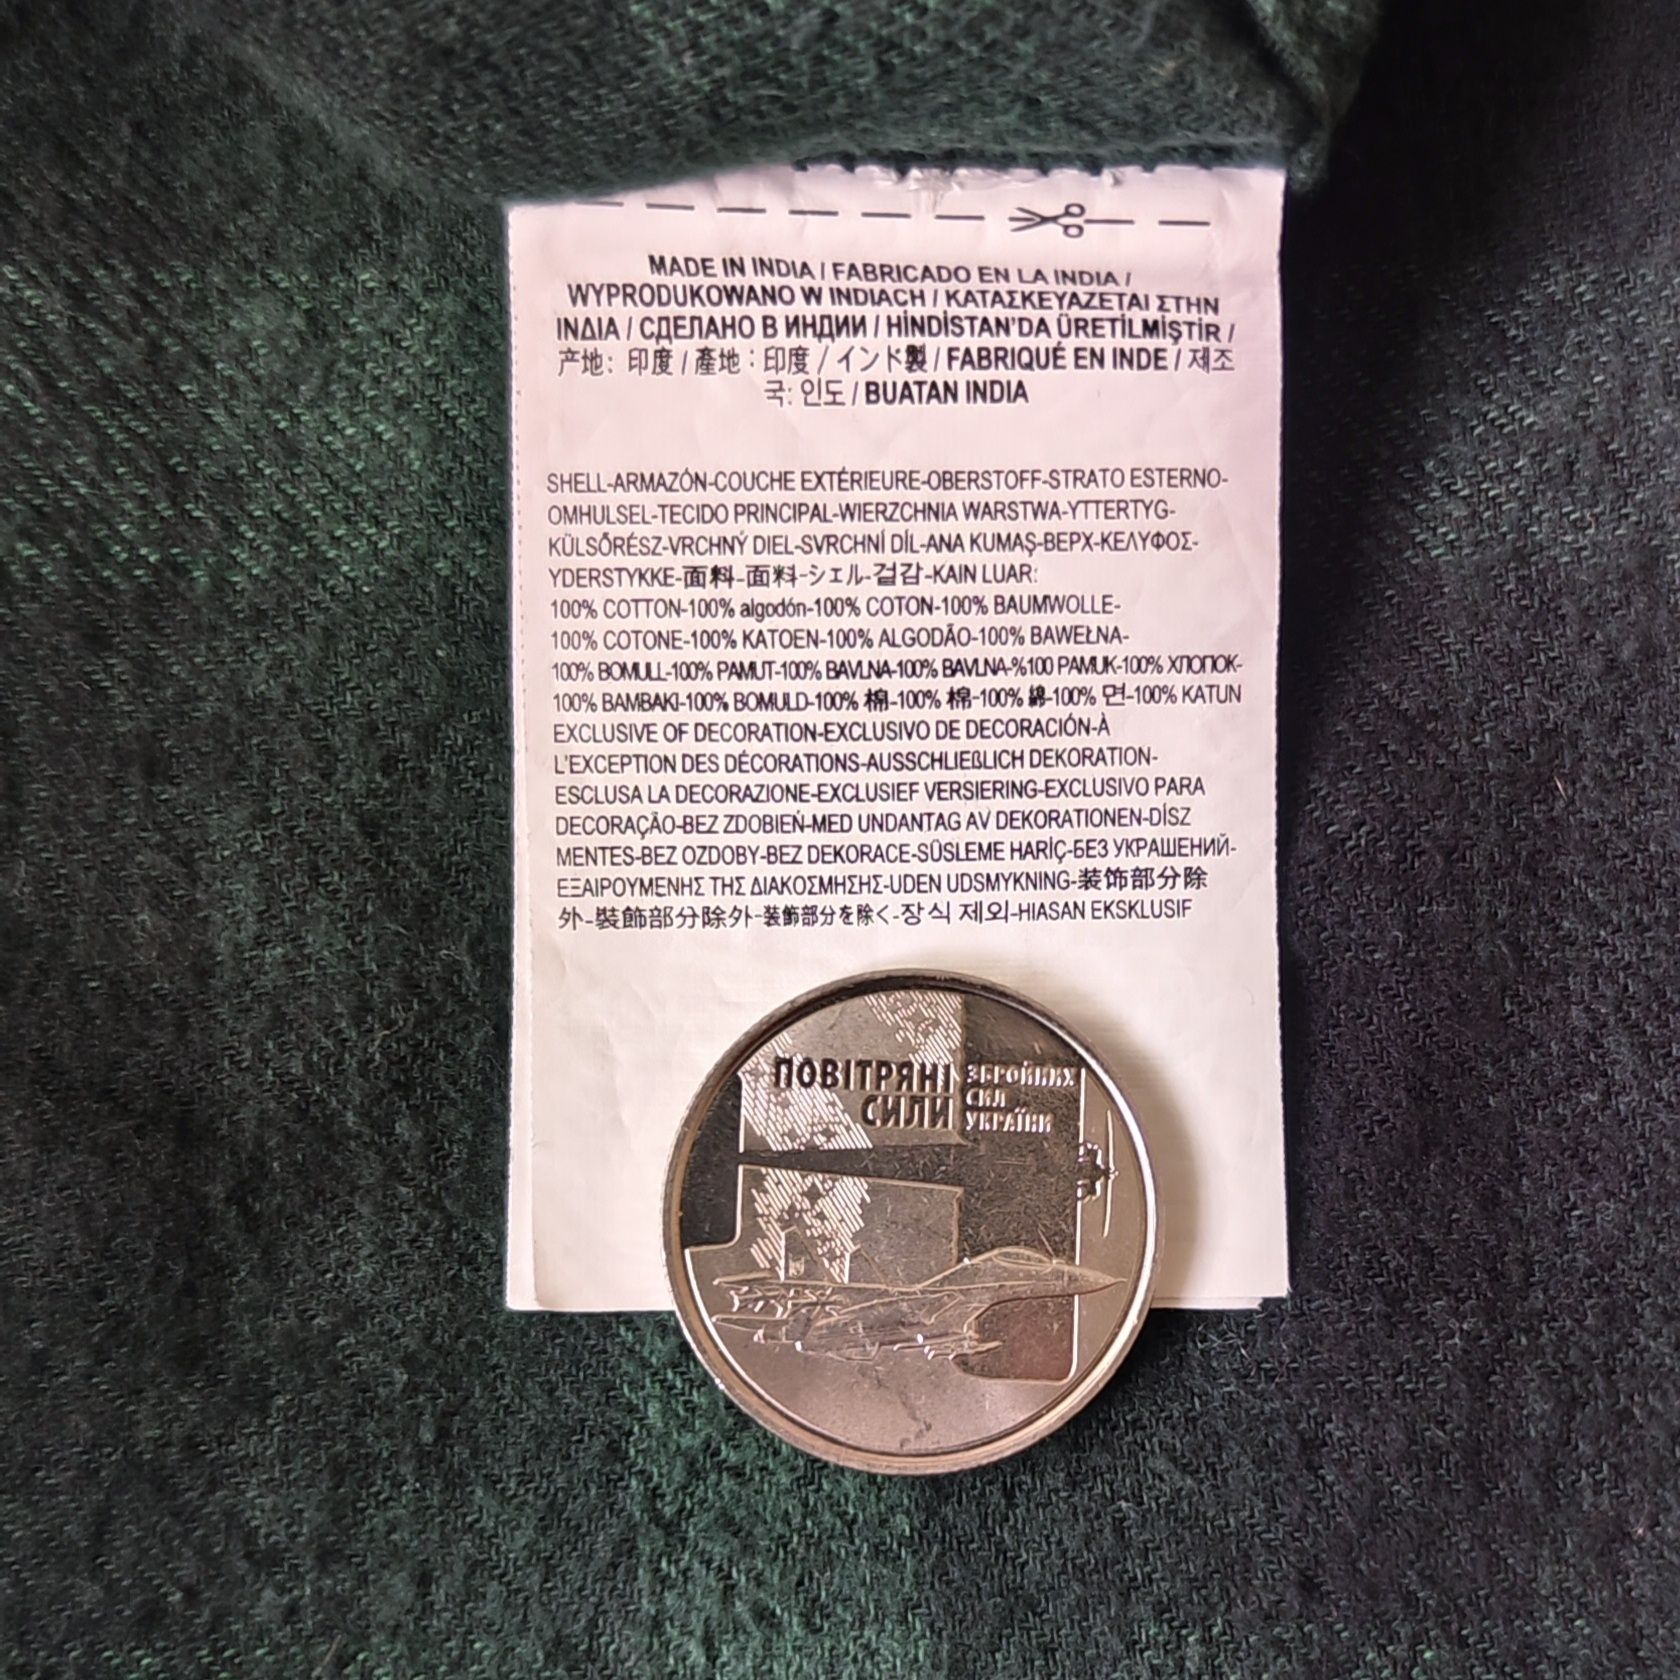 MADE IN INDIA / FABRICADO EN LA INDIA /
WYPRODUKOWANO W INDIACH / ΚΑΤΑΣΚΕΥΑΖΕΤΑΙ ΣΤΗΝ
ΙΝΔΙΑ / СДЕЛАНО В ИНДИИ / HİNDİSTAN'DA ÜRETİLMİŞTİR /
产地: 印度 / 產地：印度 / インド製 / FABRIQUÉ EN INDE / 제조
국: 인도 / BUATAN INDIA
SHELL-ARMAZÓN-COUCHE EXTÉRIEURE-OBERSTOFF-STRATO ESTERNO-
OMHULSEL-TECIDO PRINCIPAL-WIERZCHNIA WARSTWA-YTTERTYG-
KÜLSŐRÉSZ-VRCHNÝ DIEL-SVRCHNÍ DÍL-ANA KUMAŞ-ВЕРХ-ΚΕΛΥΦΟΣ-
YDERSTYKKE-面料-面料-シェル-겉감-KAIN LUAR:
100% COTTON-100% algodón-100% COTON-100% BAUMWOLLE-
100% COTONE-100% KATOEN-100% ALGODÃO-100% BAWEŁNA-
100% BOMULL-100% PAMUT-100% BAVLNA-100% BAVLNA-%100 PAMUK-100% ХЛОПОК-
100% BAMBAKI-100% BOMULD-100% 棉-100% 棉-100% 綿-100% 면-100% KATUN
EXCLUSIVE OF DECORATION-EXCLUSIVO DE DECORACIÓN-À
L'EXCEPTION DES DÉCORATIONS-AUSSCHLIEßLICH DEKORATION-
ESCLUSA LA DECORAZIONE-EXCLUSIEF VERSIERING-EXCLUSIVO PARA
DECORAÇÃO-BEZ ZDOBIEŃ-MED UNDANTAG AV DEKORATIONEN-DÍSZ
MENTES-BEZ OZDOBY-BEZ DEKORACE-SÜSLEME HARİÇ-БЕЗ УКРАШЕНИЙ-
ΕΞΑΙΡΟΥΜΕΝΗΣ ΤΗΣ ΔΙΑΚΟΣΜΗΣΗΣ-UDEN UDSMYKNING-装饰部分除
外-裝飾部分除外-装飾部分を除く-장식 제외-HIASAN EKSKLUSIF
ПОВІТРЯНІ
СИЛИ
ЗБРОЙНИХ
СИЛ
УКРАЇНИ